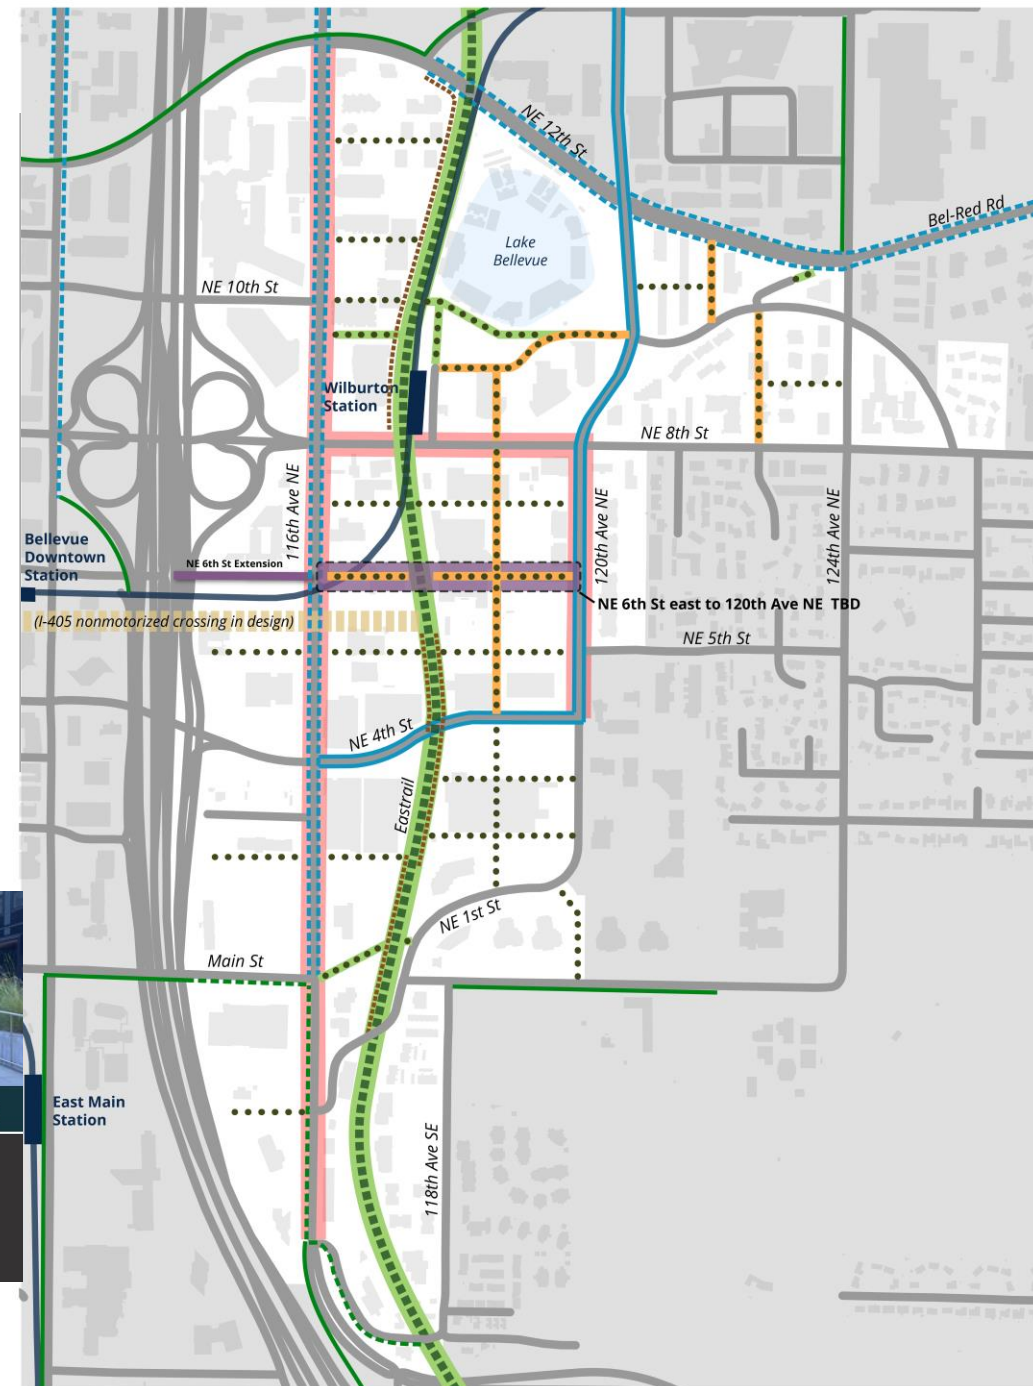 NE 12th St
Bel-Red Rd
Lake
Bellevue
NE 10th St
Wilburton
Station
NE 8th St
116th Ave NE
120th Ave NE
124th Ave NE
Bellevue
Downtown
Station
NE 6th St Extension
NE 6th St east to 120th Ave NE TBD
(I-405 nonmotorized crossing in design)
NE 5th St
NE 4th St
Eastrail
NE 1st St
Main St
East Main
Station
118th Ave SE